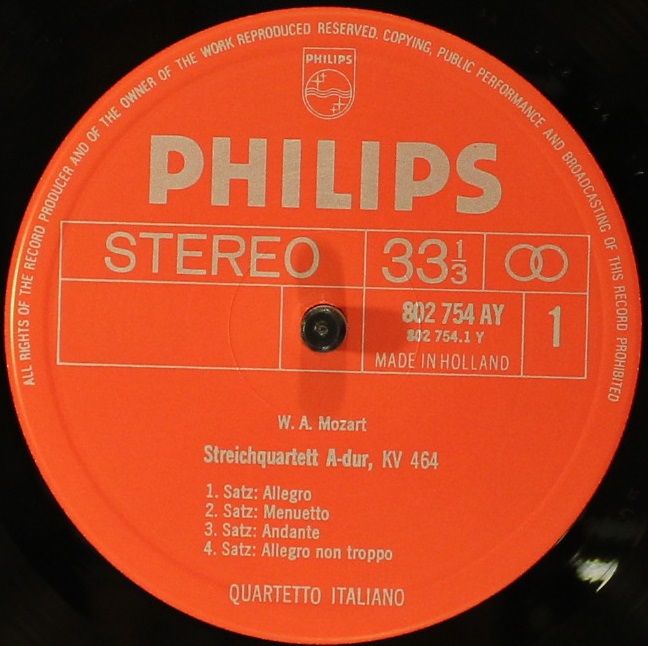 ALL RIGHTS OF THE RECORD PRODUCER AND OF THE OWNER OF THE WORK REPRODUCED RESERVED. COPYING, PUBLIC PERFORMANCE AND BROADCASTING OF THIS RECORD PROHIBITED
PHILIPS
PHILIPS
STEREO 33 1/3
802 754 AY 1
802 754.1 Y
MADE IN HOLLAND
W. A. Mozart
Streichquartett A-dur, KV 464
1. Satz: Allegro
2. Satz: Menuetto
3. Satz: Andante
4. Satz: Allegro non troppo
QUARTETTO ITALIANO